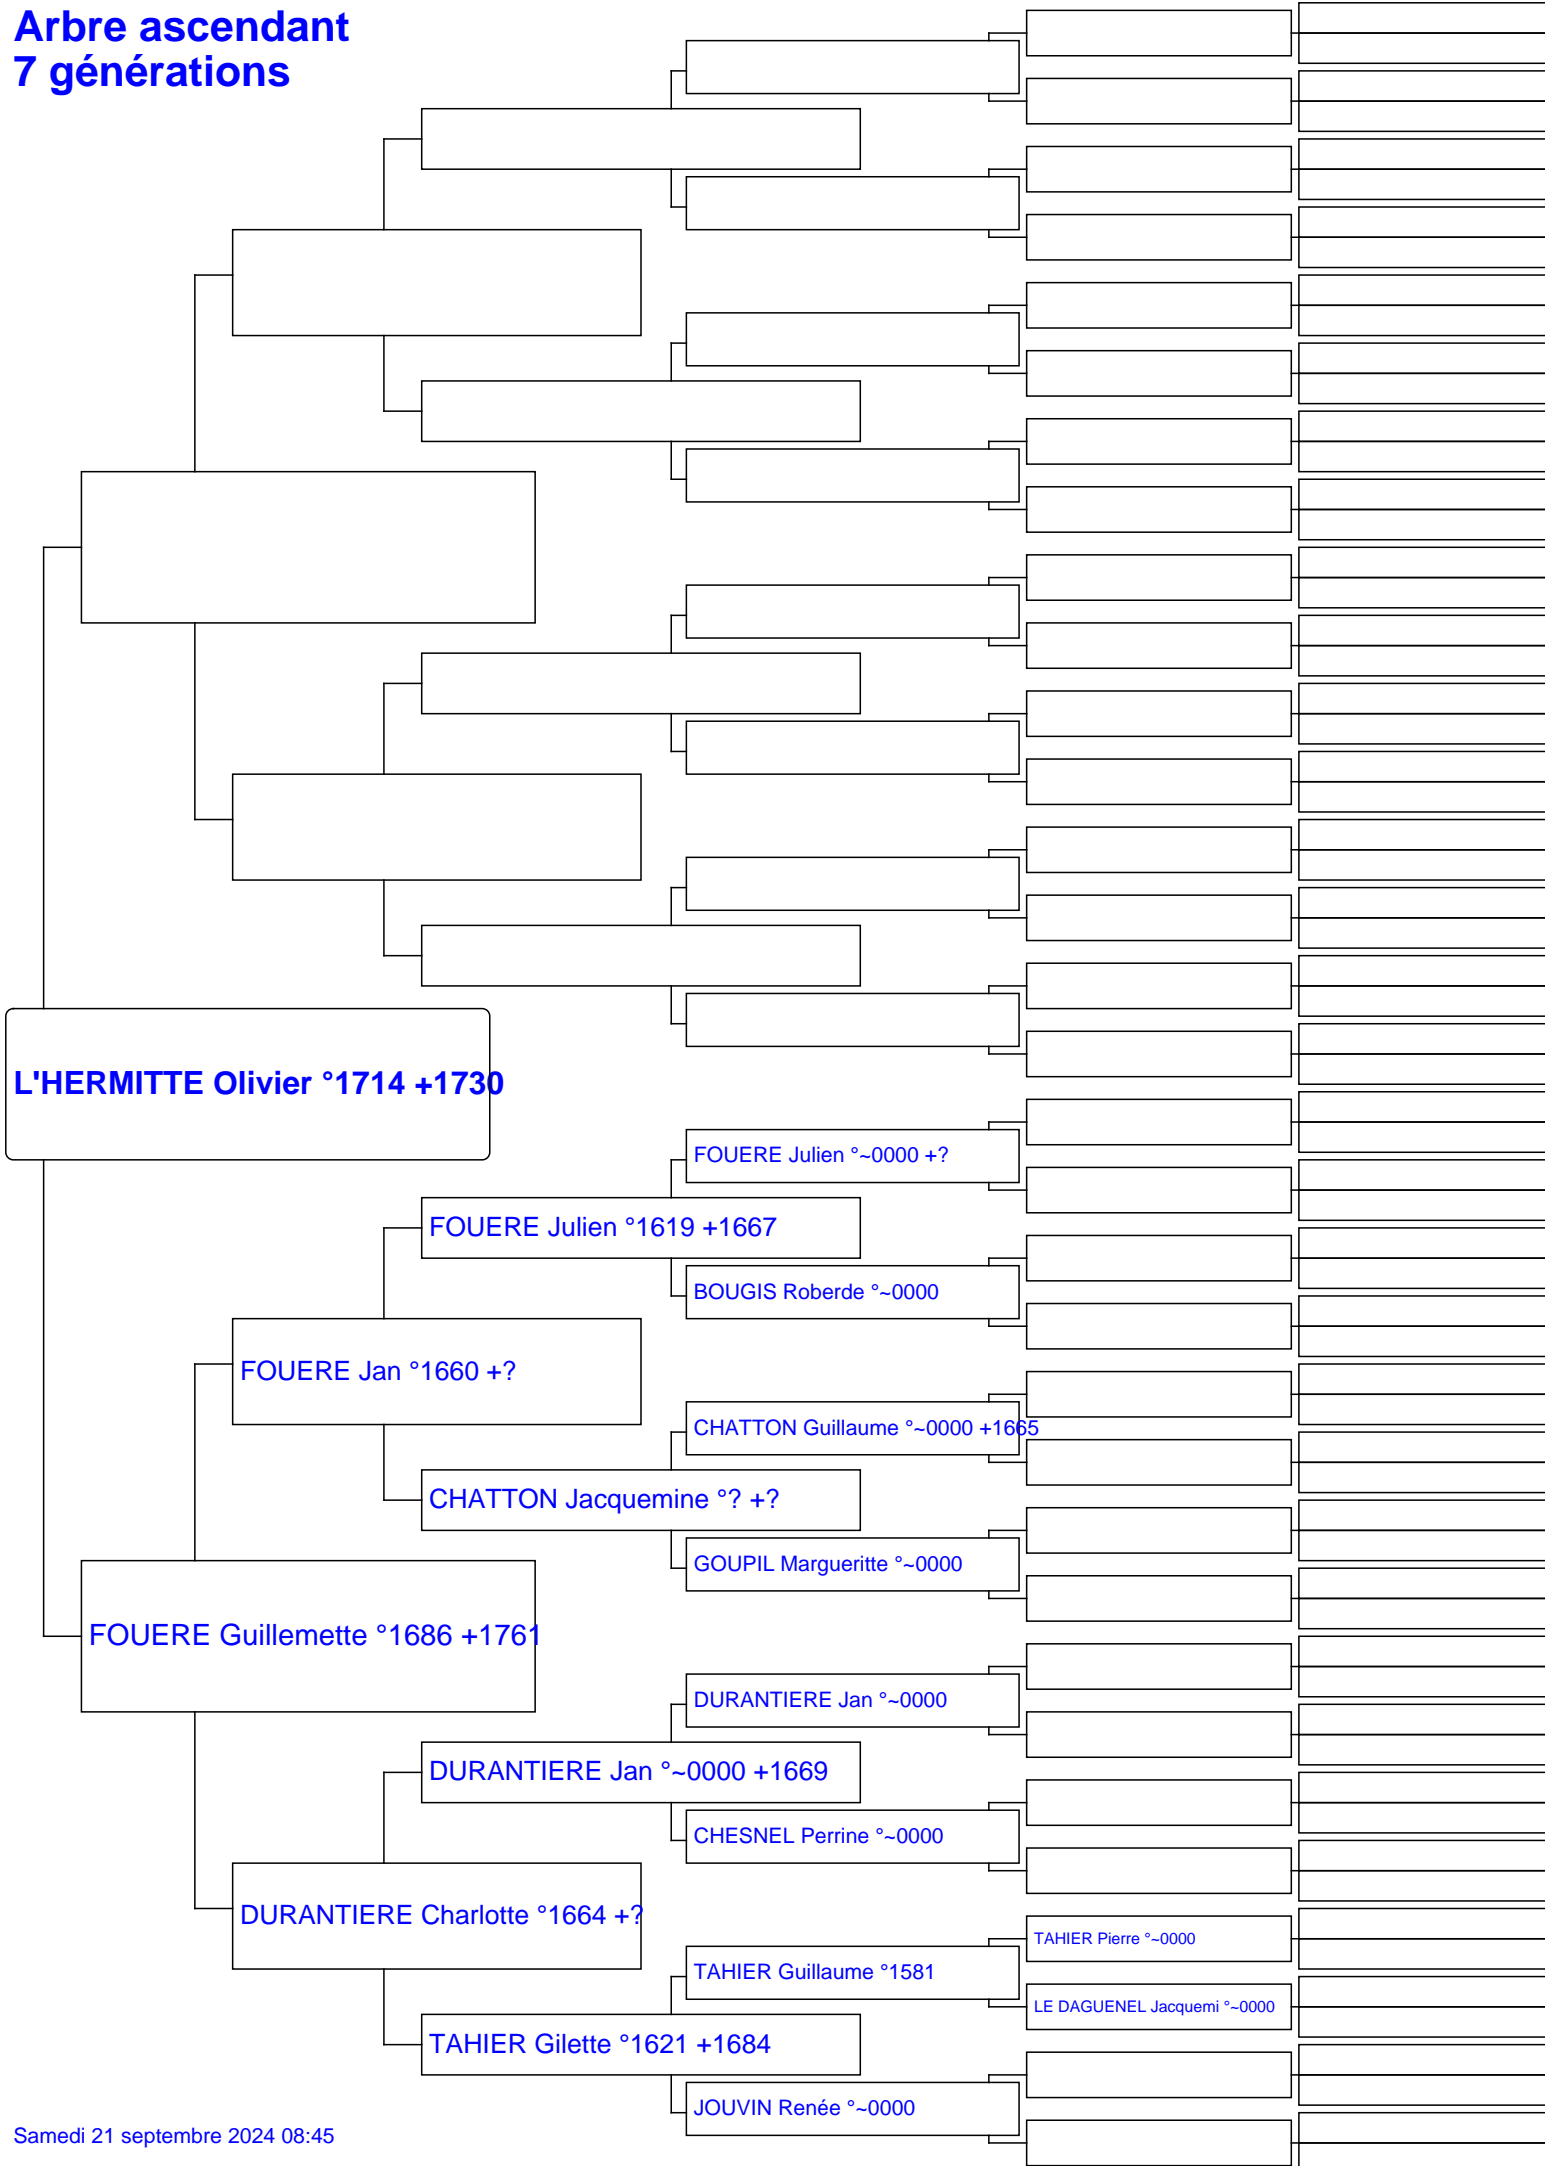 Arbre ascendant
7 générations
L'HERMITTE Olivier °1714 +1730
FOUERE Julien °~0000 +?
FOUERE Julien °1619 +1667
BOUGIS Roberde °~0000
FOUERE Jan °1660 +?
CHATTON Guillaume °~0000 +1665
CHATTON Jacquemine °? +?
GOUPIL Margueritte °~0000
FOUERE Guillemette °1686 +1761
DURANTIERE Jan °~0000
DURANTIERE Jan °~0000 +1669
CHESNEL Perrine °~0000
DURANTIERE Charlotte °1664 +?
TAHIER Pierre °~0000
TAHIER Guillaume °1581
LE DAGUENEL Jacquemi °~0000
TAHIER Gilette °1621 +1684
JOUVIN Renée °~0000
Samedi 21 septembre 2024 08:45